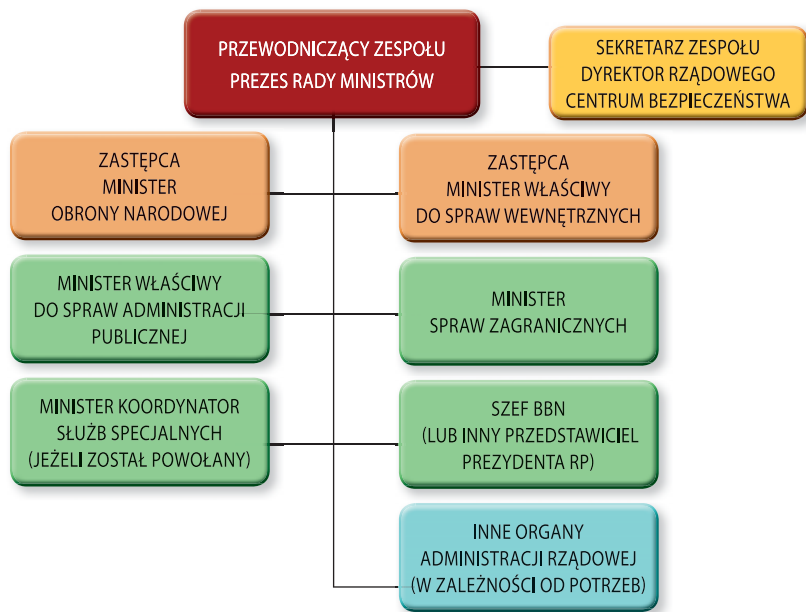 PRZEWODNICZĄCY ZESPOŁU
PREZES RADY MINISTRÓW
SEKRETARZ ZESPOŁU
DYREKTOR RZĄDOWEGO
CENTRUM BEZPIECZEŃSTWA
ZASTĘPCA
MINISTER
OBRONY NARODOWEJ
ZASTĘPCA
MINISTER WŁAŚCIWY
DO SPRAW WEWNĘTRZNYCH
MINISTER WŁAŚCIWY
DO SPRAW ADMINISTRACJI
PUBLICZNEJ
MINISTER
SPRAW ZAGRANICZNYCH
MINISTER KOORDYNATOR
SŁUŻB SPECJALNYCH
(JEŻELI ZOSTAŁ POWOŁANY)
SZEF BBN
(LUB INNY PRZEDSTAWICIEL
PREZYDENTA RP)
INNE ORGANY
ADMINISTRACJI RZĄDOWEJ
(W ZALEŻNOŚCI OD POTRZEB)